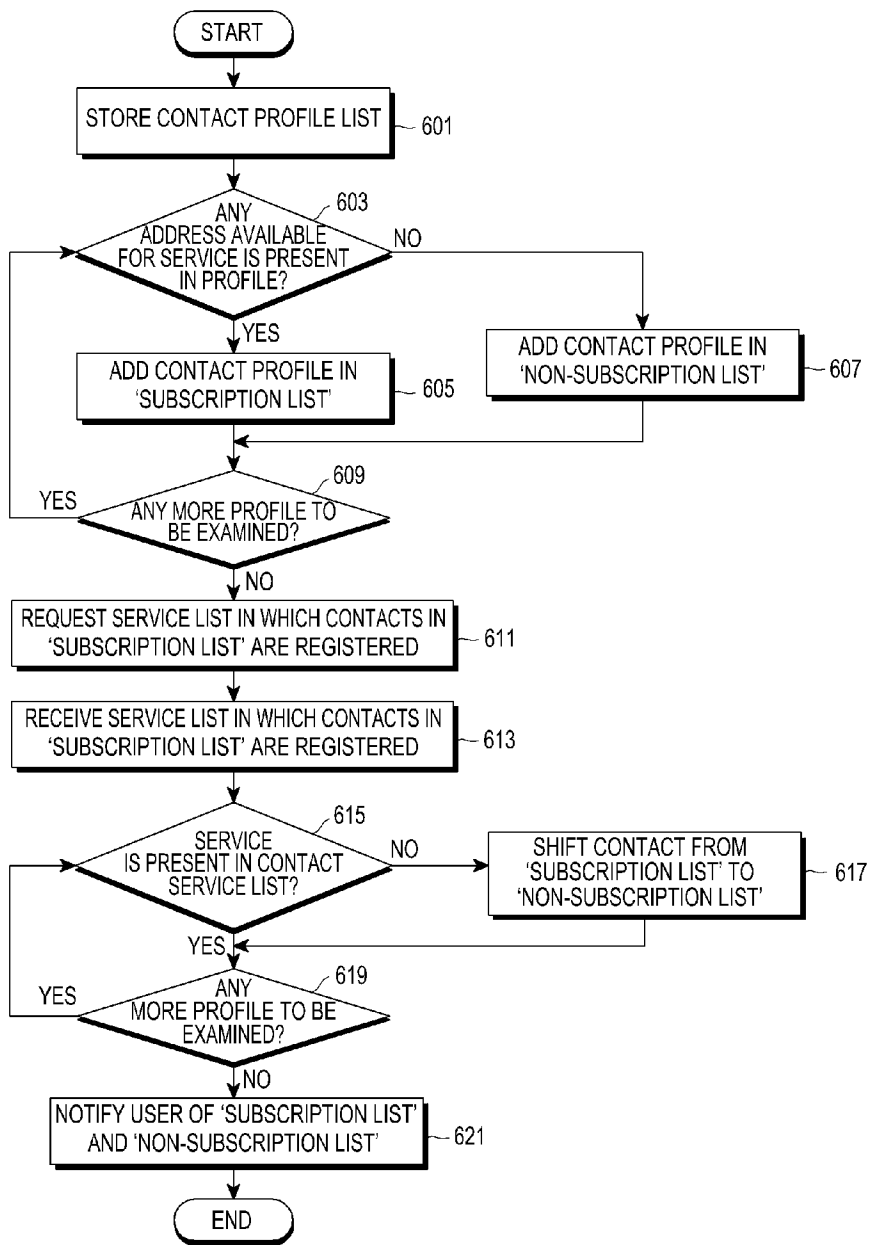 START
STORE CONTACT PROFILE LIST
601
603
ANY
ADDRESS AVAILABLE
FOR SERVICE IS PRESENT
IN PROFILE?
NO
YES
ADD CONTACT PROFILE IN
‘SUBSCRIPTION LIST’
605
ADD CONTACT PROFILE IN
‘NON-SUBSCRIPTION LIST’
607
609
YES
ANY MORE PROFILE TO
BE EXAMINED?
NO
REQUEST SERVICE LIST IN WHICH CONTACTS IN
‘SUBSCRIPTION LIST’ ARE REGISTERED
611
RECEIVE SERVICE LIST IN WHICH CONTACTS IN
‘SUBSCRIPTION LIST’ ARE REGISTERED
613
615
SERVICE
IS PRESENT IN CONTACT
SERVICE LIST?
NO
SHIFT CONTACT FROM
‘SUBSCRIPTION LIST’ TO
‘NON-SUBSCRIPTION LIST’
617
YES
619
YES
ANY
MORE PROFILE TO BE
EXAMINED?
NO
NOTIFY USER OF ‘SUBSCRIPTION LIST’
AND ‘NON-SUBSCRIPTION LIST’
621
END